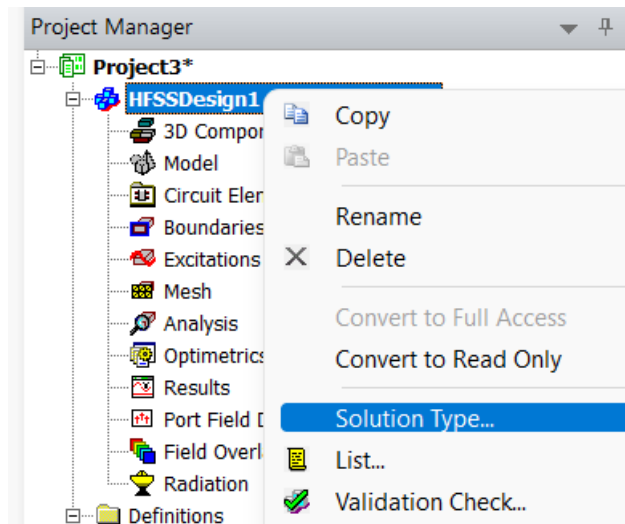 Project Manager
Project3*
HFSSDesign1
3D Compor
Model
Circuit Eler
Boundaries
Excitations
Mesh
Analysis
Optimetrics
Results
Port Field D
Field Overl
Radiation
Definitions
Copy
Paste
Rename
Delete
Convert to Full Access
Convert to Read Only
Solution Type...
List...
Validation Check...